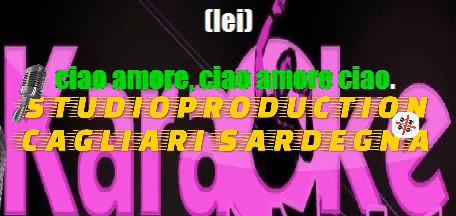 (lei)
ciao amore, ciao amore ciao.
STUDIOPRODUCTION
CAGLIARI SARDEGNA
Karaoke